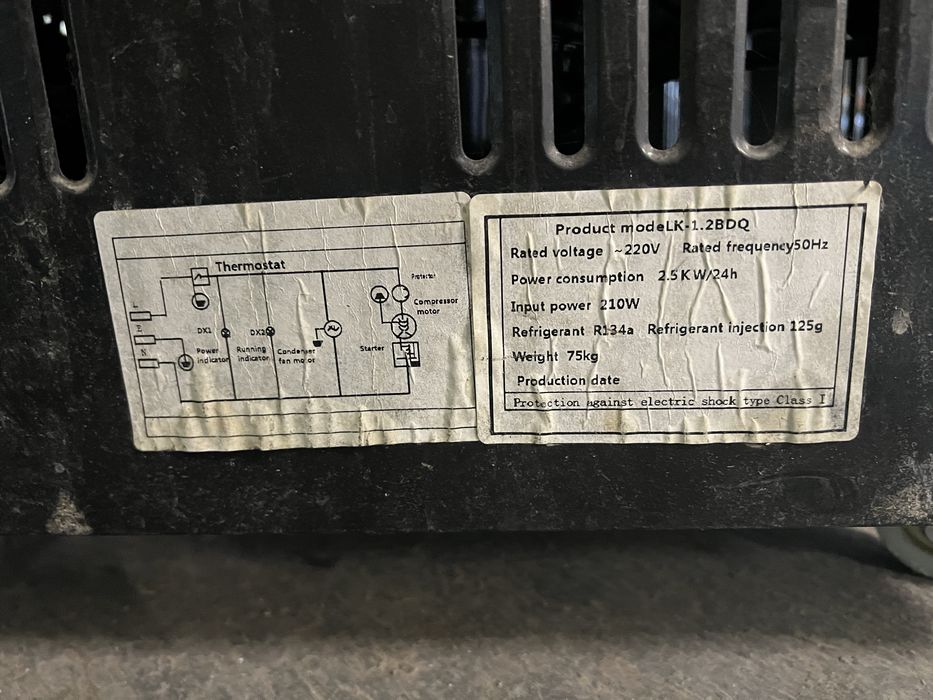 Thermostat
Protector
Compressor
motor
L
E
N
DX1
DX2
Power
indicator
Running
indicator
Condenser
fan motor
Starter
Product modeLK-1.2BDQ
Rated voltage ~220V Rated frequency50Hz
Power consumption 2.5KW/24h
Input power 210W
Refrigerant R134a Refrigerant injection 125g
Weight 75kg
Production date
Protection against electric shock type Class I